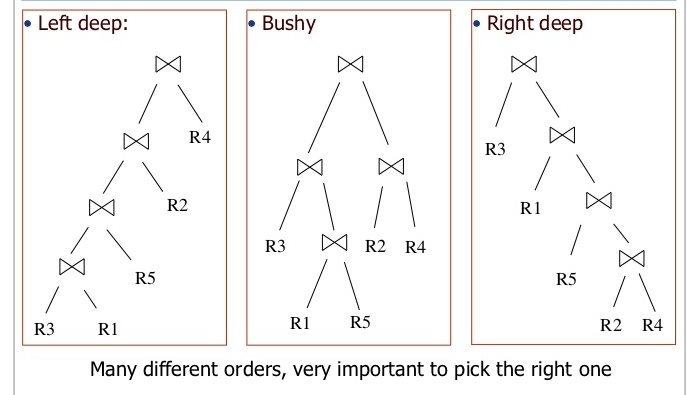 • Left deep:
R4
R2
R5
R3 R1
• Bushy
R3 R2 R4
R1 R5
• Right deep
R3
R1
R5
R2 R4
Many different orders, very important to pick the right one